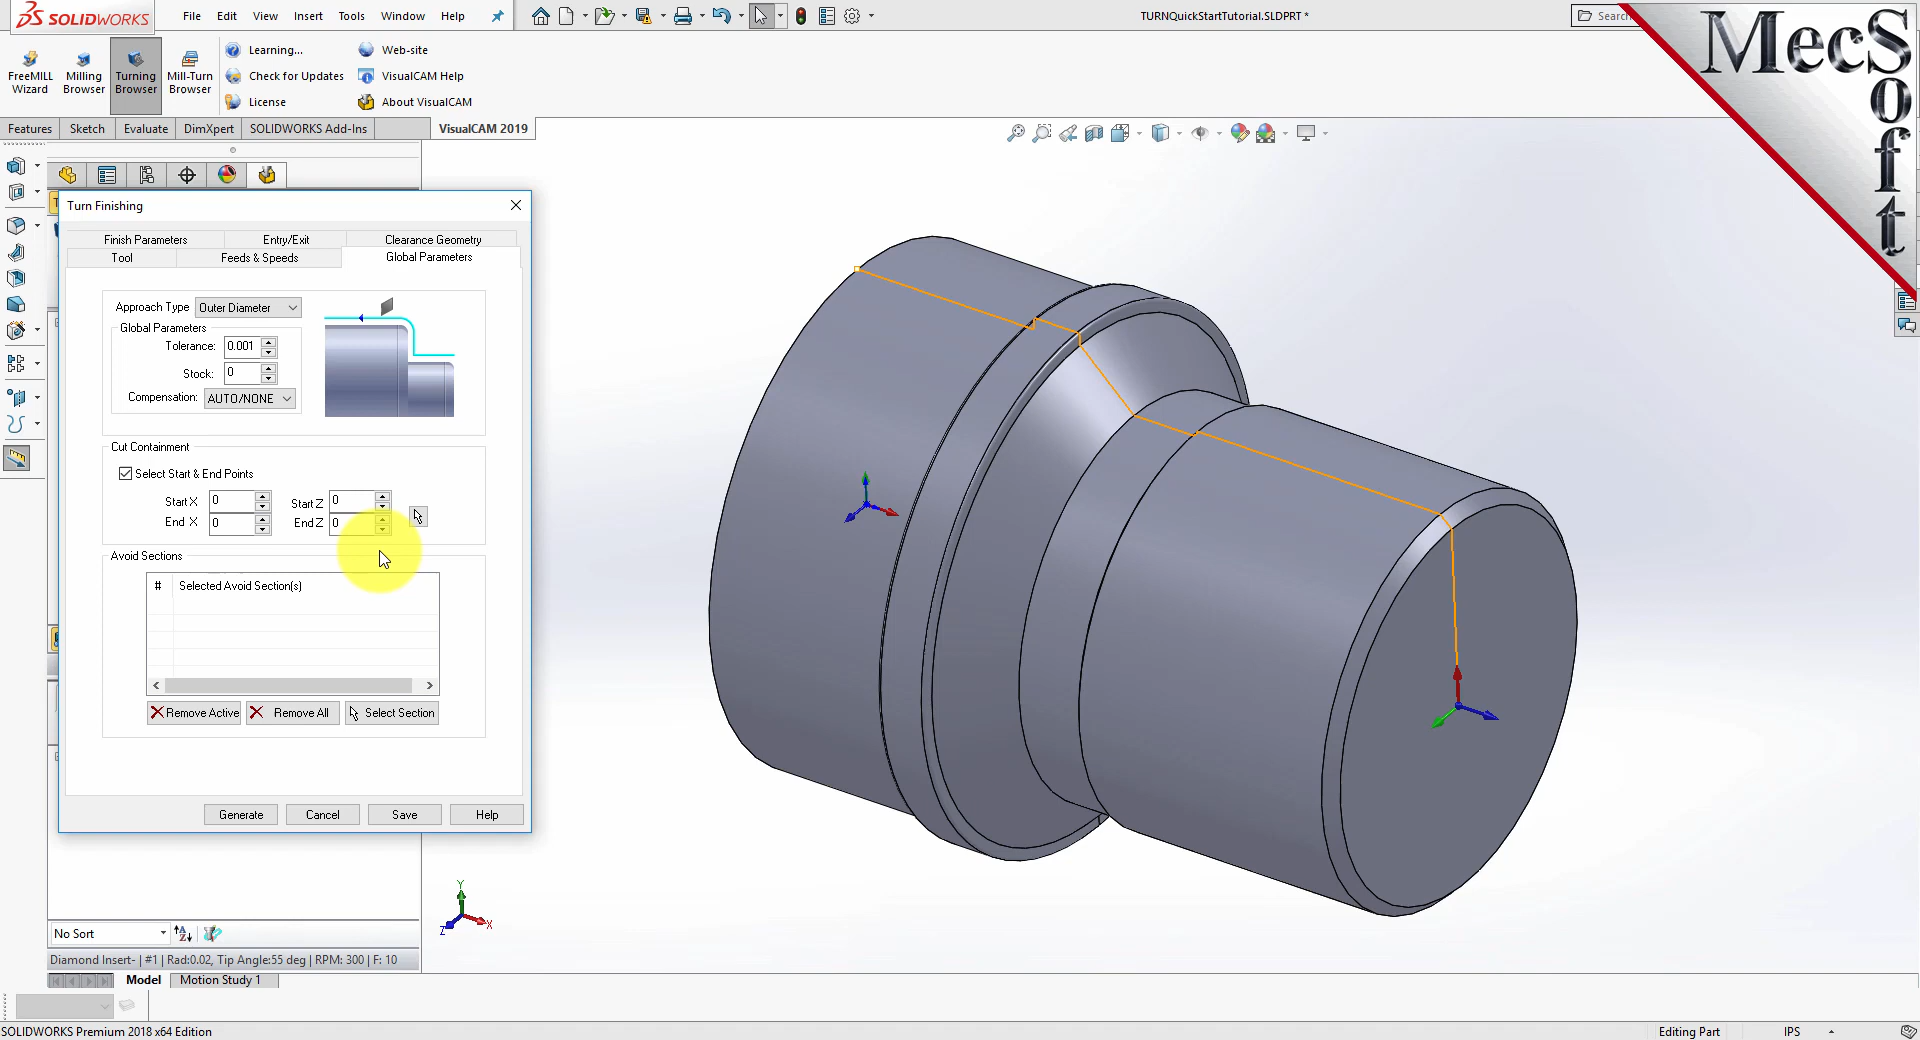 SOLIDWORKS
File Edit View Insert Tools Window Help
TURNQuickStartTutorial.SLDPRT *
Search
MecSoft
FreeMILL Wizard
Milling Browser
Turning Browser
Mill-Turn Browser
Learning...
Check for Updates
License
Web-site
VisualCAM Help
About VisualCAM
Features Sketch Evaluate DimXpert SOLIDWORKS Add-Ins VisualCAM 2019
Turn Finishing
Finish Parameters Entry/Exit Clearance Geometry
Tool Feeds & Speeds Global Parameters
Approach Type Outer Diameter
Global Parameters
Tolerance: 0.001
Stock: 0
Compensation: AUTO/NONE
Cut Containment
Select Start & End Points
Start X 0 Start Z 0
End X 0 End Z 0
Avoid Sections
# Selected Avoid Section(s)
Remove Active Remove All Select Section
Generate Cancel Save Help
Y
X
Z
No Sort
Diamond Insert- | #1 | Rad:0.02, Tip Angle:55 deg | RPM: 300 | F: 10
Model Motion Study 1
SOLIDWORKS Premium 2018 x64 Edition
Editing Part IPS